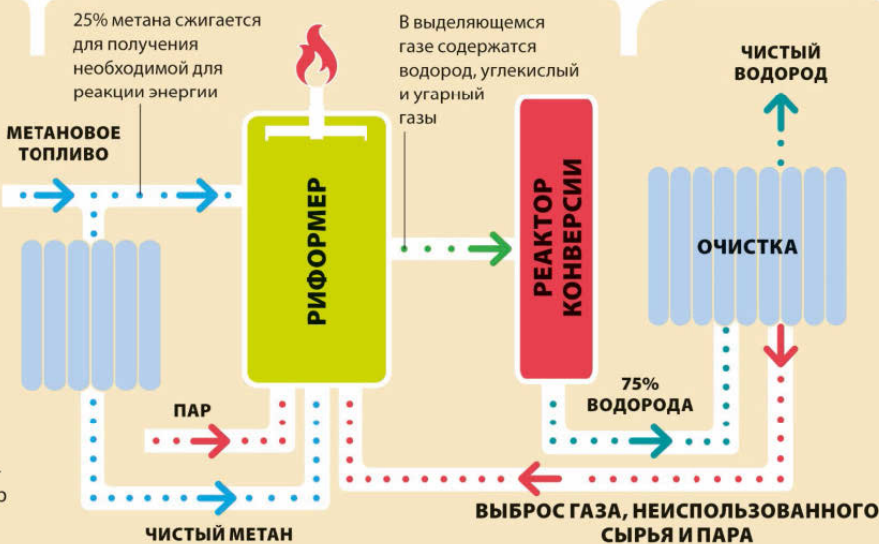 25% метана сжигается
для получения
необходимой для
реакции энергии
В выделяющемся
газе содержатся
водород, углекислый
и угарный
газы
ЧИСТЫЙ
ВОДОРОД
МЕТАНОВОЕ
ТОПЛИВО
РИФОРМЕР
РЕАКТОР
КОНВЕРСИИ
ОЧИСТКА
ПАР
75%
ВОДОРОДА
ЧИСТЫЙ МЕТАН
ВЫБРОС ГАЗА, НЕИСПОЛЬЗОВАННОГО
СЫРЬЯ И ПАРА